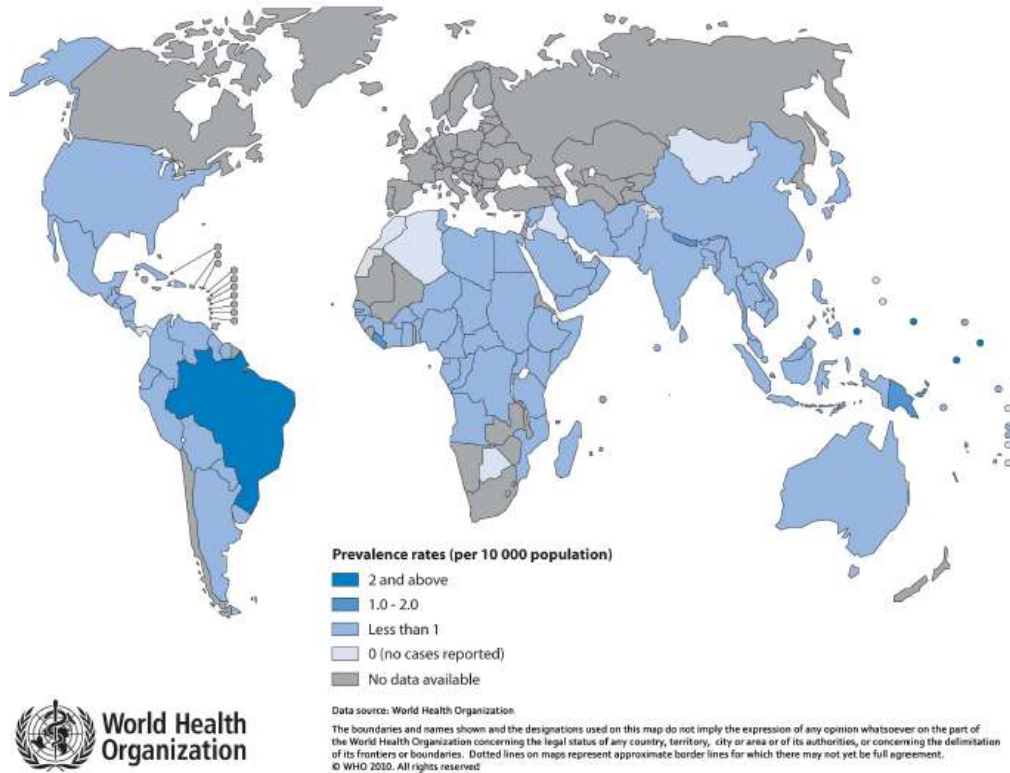 Prevalence rates (per 10 000 population)
2 and above
1.0 - 2.0
Less than 1
0 (no cases reported)
No data available
World Health
Organization
Data source: World Health Organization
The boundaries and names shown and the designations used on this map do not imply the expression of any opinion whatsoever on the part of
the World Health Organization concerning the legal status of any country, territory, city or area or of its authorities, or concerning the delimitation
of its frontiers or boundaries. Dotted lines on maps represent approximate border lines for which there may not yet be full agreement.
© WHO 2010. All rights reserved